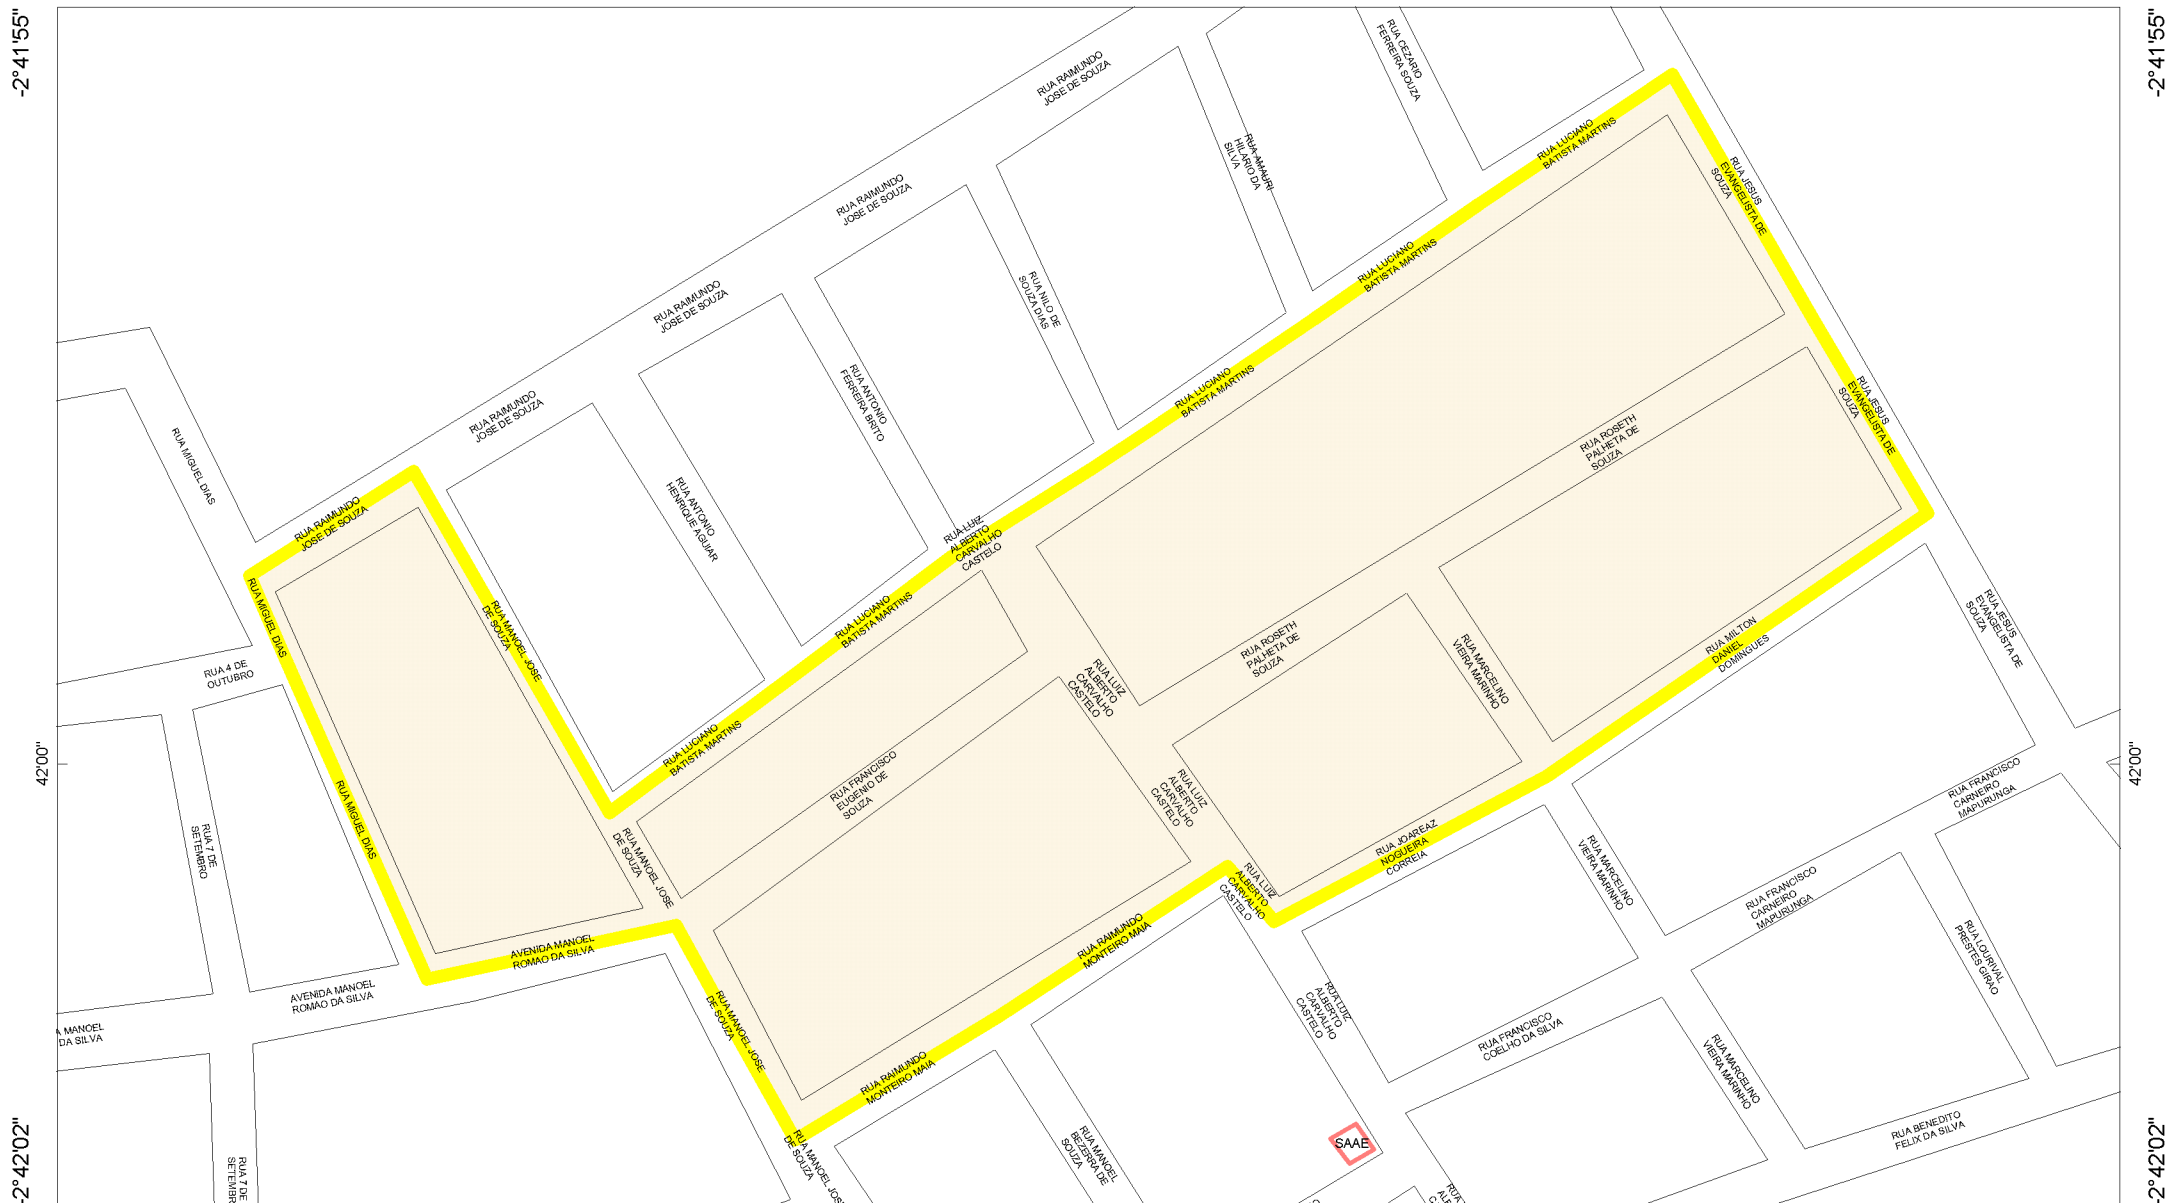 -2°41'55"
-2°41'55"
RUA CEZARIO
FERREIRA SOUZA
RUA RAIMUNDO
JOSE DE SOUZA
RUA AMAURI
HILARIO DA
SILVA
RUA LUCIANO
BATISTA MARTINS
RUA JESUS
EVANGELISTA DE
SOUZA
RUA RAIMUNDO
JOSE DE SOUZA
RUA LUCIANO
BATISTA MARTINS
RUA NILO DE
SOUZA DIAS
RUA RAIMUNDO
JOSE DE SOUZA
RUA ANTONIO
FERREIRA BRITO
RUA LUCIANO
BATISTA MARTINS
RUA JESUS
EVANGELISTA DE
SOUZA
RUA RAIMUNDO
JOSE DE SOUZA
RUA ROSETH
PALHETA DE
SOUZA
RUA MIGUEL DIAS
RUA ANTONIO
HENRIQUE AGUIAR
RUA RAIMUNDO
JOSE DE SOUZA
RUA LUIZ
ALBERTO
CARVALHO
CASTELO
RUA MIGUEL DIAS
RUA MANOEL JOSE
DE SOUZA
RUA LUCIANO
BATISTA MARTINS
RUA ROSETH
PALHETA DE
SOUZA
RUA MARCELINO
VIEIRA MARINHO
RUA MILTON
DANIEL
DOMINGUES
RUA JESUS
EVANGELISTA DE
SOUZA
RUA 4 DE
OUTUBRO
RUA LUIZ
ALBERTO
CARVALHO
CASTELO
RUA LUCIANO
BATISTA MARTINS
42'00"
42'00"
RUA FRANCISCO
EUGENIO DE
SOUZA
RUA LUIZ
ALBERTO
CARVALHO
CASTELO
RUA FRANCISCO
CARNEIRO
MAPURUNGA
RUA MIGUEL DIAS
RUA 7 DE
SETEMBRO
RUA MANOEL JOSE
DE SOUZA
RUA JOAREAZ
NOGUEIRA
CORREIA
RUA MARCELINO
VIEIRA MARINHO
RUA LUIZ
ALBERTO
CARVALHO
CASTELO
RUA FRANCISCO
CARNEIRO
MAPURUNGA
RUA RAIMUNDO
MONTEIRO MAIA
AVENIDA MANOEL
ROMAO DA SILVA
RUA LOURIVAL
PRESTES GIRAO
AVENIDA MANOEL
ROMAO DA SILVA
RUA MANOEL JOSE
DE SOUZA
RUA LUIZ
ALBERTO
CARVALHO
CASTELO
A MANOEL
DA SILVA
RUA FRANCISCO
COELHO DA SILVA
RUA MARCELINO
VIEIRA MARINHO
RUA RAIMUNDO
MONTEIRO MAIA
RUA MANOEL
BEZERRA DE
SOUZA
RUA BENEDITO
FELIX DA SILVA
SAAE
RUA MANOEL JOSE
DE SOUZA
RUA 7 DE
SETEMBR
RUA
-2°42'02"
-2°42'02"